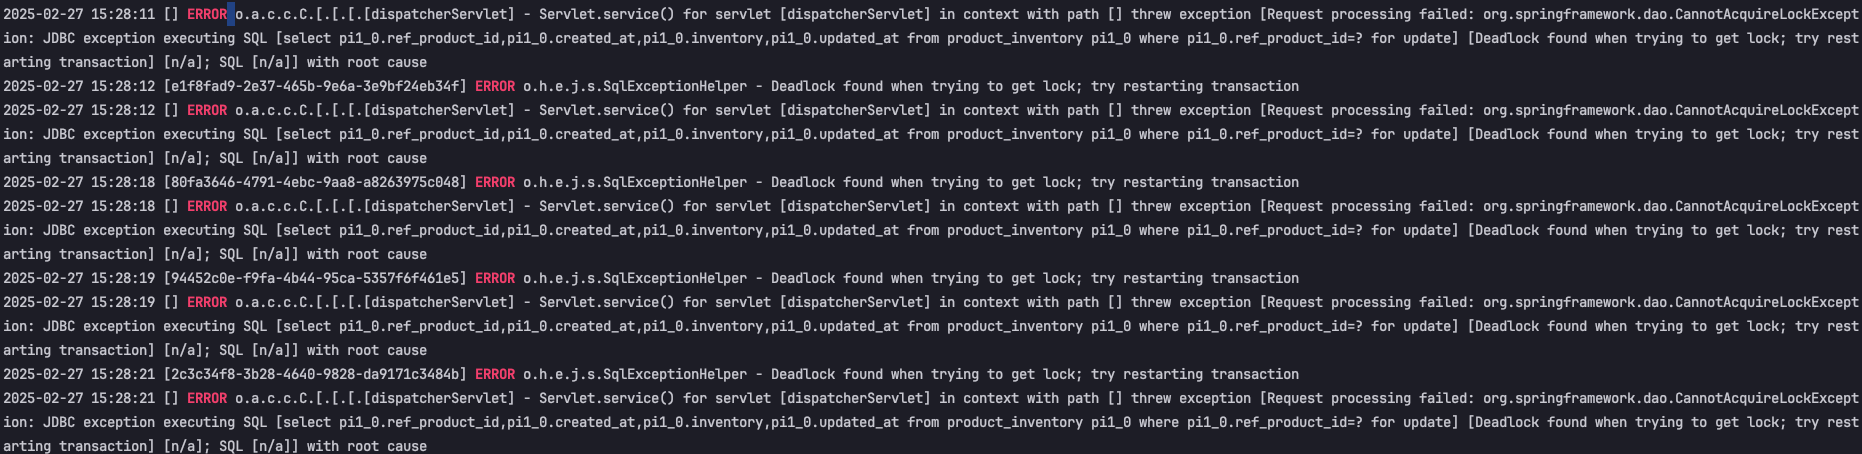 2025-02-27 15:28:11 [] ERROR o.a.c.c.C.[.[.[.[dispatcherServlet] - Servlet.service() for servlet [dispatcherServlet] in context with path [] threw exception [Request processing failed: org.springframework.dao.CannotAcquireLockExcept
ion: JDBC exception executing SQL [select pi1_0.ref_product_id,pi1_0.created_at,pi1_0.inventory,pi1_0.updated_at from product_inventory pi1_0 where pi1_0.ref_product_id=? for update] [Deadlock found when trying to get lock; try rest
arting transaction] [n/a]; SQL [n/a]] with root cause
2025-02-27 15:28:12 [e1f8fad9-2e37-465b-9e6a-3e9bf24eb34f] ERROR o.h.e.j.s.SqlExceptionHelper - Deadlock found when trying to get lock; try restarting transaction
2025-02-27 15:28:12 [] ERROR o.a.c.c.C.[.[.[.[dispatcherServlet] - Servlet.service() for servlet [dispatcherServlet] in context with path [] threw exception [Request processing failed: org.springframework.dao.CannotAcquireLockExcept
ion: JDBC exception executing SQL [select pi1_0.ref_product_id,pi1_0.created_at,pi1_0.inventory,pi1_0.updated_at from product_inventory pi1_0 where pi1_0.ref_product_id=? for update] [Deadlock found when trying to get lock; try rest
arting transaction] [n/a]; SQL [n/a]] with root cause
2025-02-27 15:28:18 [80fa3646-4791-4ebc-9aa8-a8263975c048] ERROR o.h.e.j.s.SqlExceptionHelper - Deadlock found when trying to get lock; try restarting transaction
2025-02-27 15:28:18 [] ERROR o.a.c.c.C.[.[.[.[dispatcherServlet] - Servlet.service() for servlet [dispatcherServlet] in context with path [] threw exception [Request processing failed: org.springframework.dao.CannotAcquireLockExcept
ion: JDBC exception executing SQL [select pi1_0.ref_product_id,pi1_0.created_at,pi1_0.inventory,pi1_0.updated_at from product_inventory pi1_0 where pi1_0.ref_product_id=? for update] [Deadlock found when trying to get lock; try rest
arting transaction] [n/a]; SQL [n/a]] with root cause
2025-02-27 15:28:19 [94452c0e-f9fa-4b44-95ca-5357f6f461e5] ERROR o.h.e.j.s.SqlExceptionHelper - Deadlock found when trying to get lock; try restarting transaction
2025-02-27 15:28:19 [] ERROR o.a.c.c.C.[.[.[.[dispatcherServlet] - Servlet.service() for servlet [dispatcherServlet] in context with path [] threw exception [Request processing failed: org.springframework.dao.CannotAcquireLockExcept
ion: JDBC exception executing SQL [select pi1_0.ref_product_id,pi1_0.created_at,pi1_0.inventory,pi1_0.updated_at from product_inventory pi1_0 where pi1_0.ref_product_id=? for update] [Deadlock found when trying to get lock; try rest
arting transaction] [n/a]; SQL [n/a]] with root cause
2025-02-27 15:28:21 [2c3c34f8-3b28-4640-9828-da9171c3484b] ERROR o.h.e.j.s.SqlExceptionHelper - Deadlock found when trying to get lock; try restarting transaction
2025-02-27 15:28:21 [] ERROR o.a.c.c.C.[.[.[.[dispatcherServlet] - Servlet.service() for servlet [dispatcherServlet] in context with path [] threw exception [Request processing failed: org.springframework.dao.CannotAcquireLockExcept
ion: JDBC exception executing SQL [select pi1_0.ref_product_id,pi1_0.created_at,pi1_0.inventory,pi1_0.updated_at from product_inventory pi1_0 where pi1_0.ref_product_id=? for update] [Deadlock found when trying to get lock; try rest
arting transaction] [n/a]; SQL [n/a]] with root cause